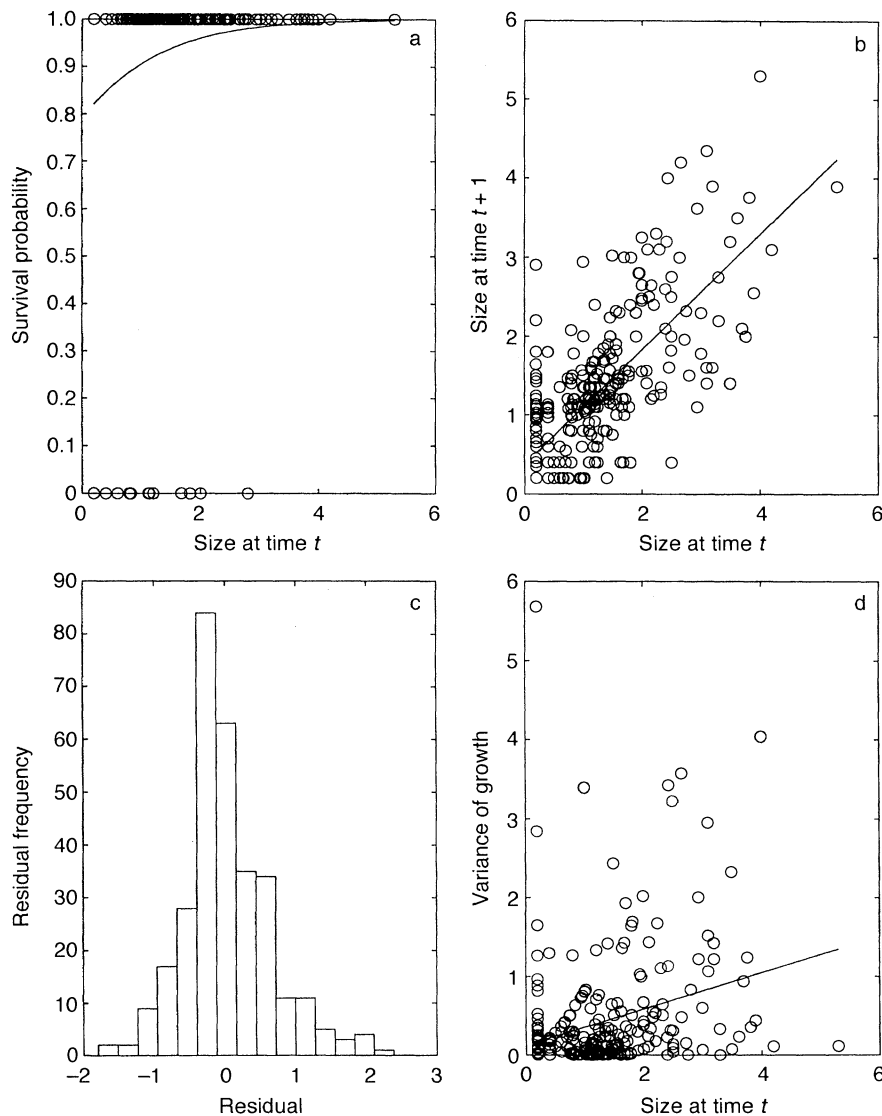 a
1.0
0.9
0.8
0.7
0.6
0.5
0.4
0.3
0.2
0.1
0
Survival probability
0 2 4 6
Size at time t
b
6
5
4
3
2
1
0
Size at time t + 1
0 2 4 6
Size at time t
c
90
80
70
60
50
40
30
20
10
0
Residual frequency
−2 −1 0 1 2 3
Residual
d
6
5
4
3
2
1
0
Variance of growth
0 2 4 6
Size at time t